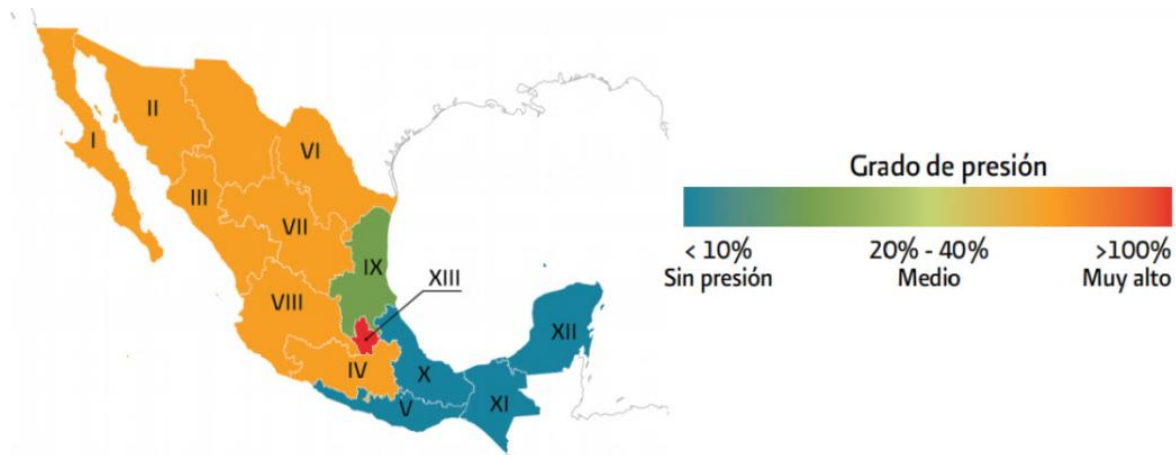 II
I
VI
III
VII
IX
XIII
VIII
XII
IV
X
V
XI
Grado de presión
< 10%
20% - 40%
>100%
Sin presión
Medio
Muy alto